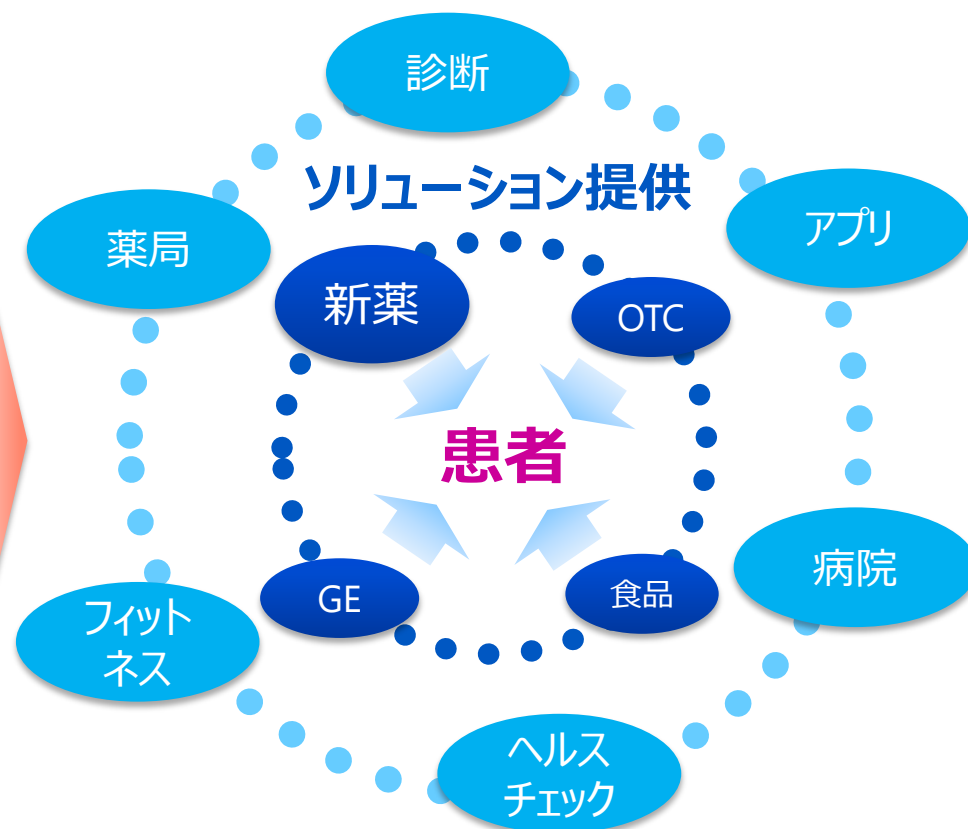 診断
ソリューション提供
薬局
アプリ
新薬
OTC
患者
病院
GE
食品
フィット
ネス
ヘルス
チェック